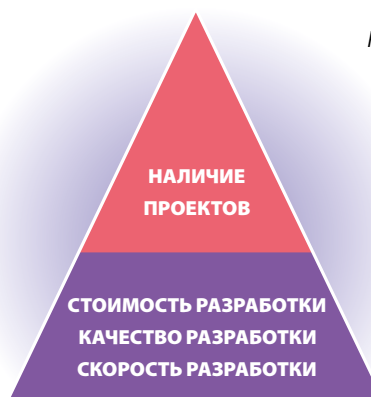 НАЛИЧИЕ
ПРОЕКТОВ
СТОИМОСТЬ РАЗРАБОТКИ
КАЧЕСТВО РАЗРАБОТКИ
СКОРОСТЬ РАЗРАБОТКИ